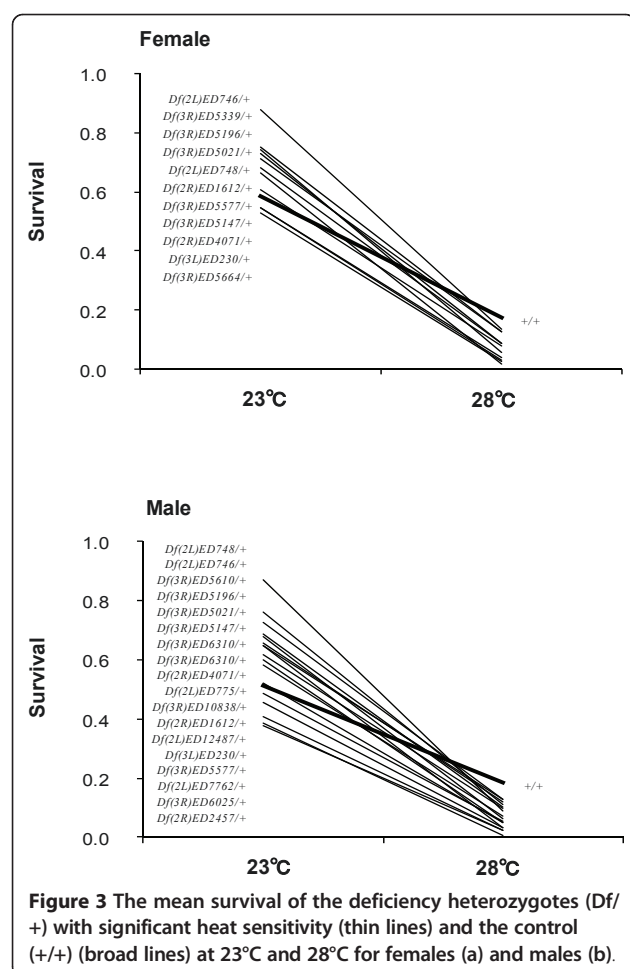 Female
Survival
1.0
0.8
0.6
0.4
0.2
0.0
Df(2L)ED746/+
Df(3R)ED5339/+
Df(3R)ED5196/+
Df(3R)ED5021/+
Df(2L)ED748/+
Df(2R)ED1612/+
Df(3R)ED5577/+
Df(3R)ED5147/+
Df(2R)ED4071/+
Df(3L)ED230/+
Df(3R)ED5664/+
+/+
23℃
28℃
Male
Survival
1.0
0.8
0.6
0.4
0.2
0.0
Df(2L)ED748/+
Df(2L)ED746/+
Df(3R)ED5610/+
Df(3R)ED5196/+
Df(3R)ED5021/+
Df(3R)ED5147/+
Df(3R)ED6310/+
Df(3R)ED6310/+
Df(2R)ED4071/+
Df(2L)ED775/+
Df(3R)ED10838/+
Df(2R)ED1612/+
Df(2L)ED12487/+
Df(3L)ED230/+
Df(3R)ED5577/+
Df(2L)ED7762/+
Df(3R)ED6025/+
Df(2R)ED2457/+
+/+
23℃
28℃
Figure 3 The mean survival of the deficiency heterozygotes (Df/
+) with significant heat sensitivity (thin lines) and the control
(+/+) (broad lines) at 23°C and 28°C for females (a) and males (b).